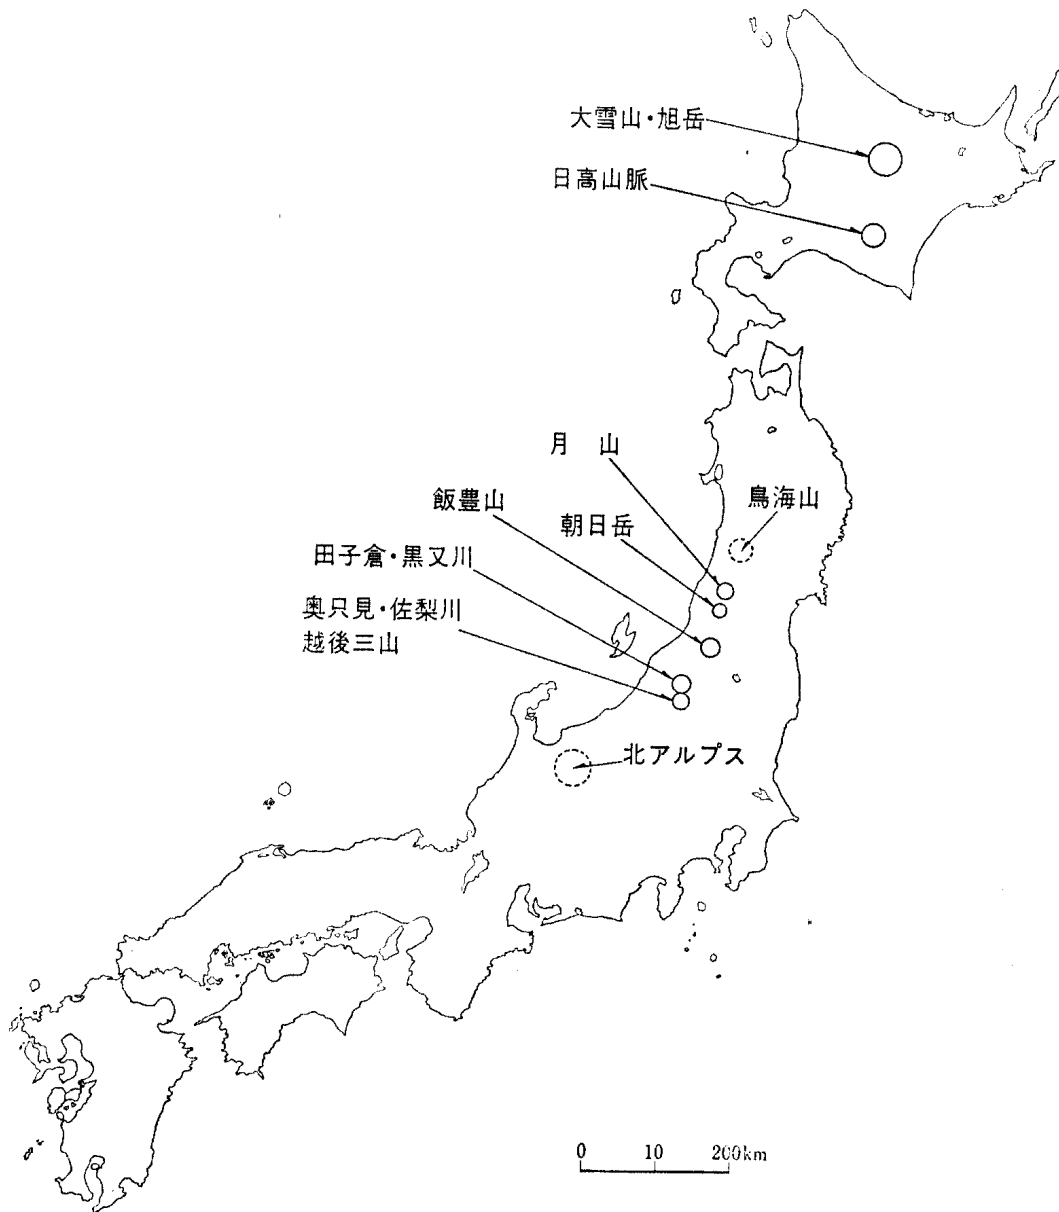 大雪山・旭岳
日高山脈
月 山
飯豊山
鳥海山
朝日岳
田子倉・黒又川
奥只見・佐梨川
越後三山
北アルプス
0 10 200km